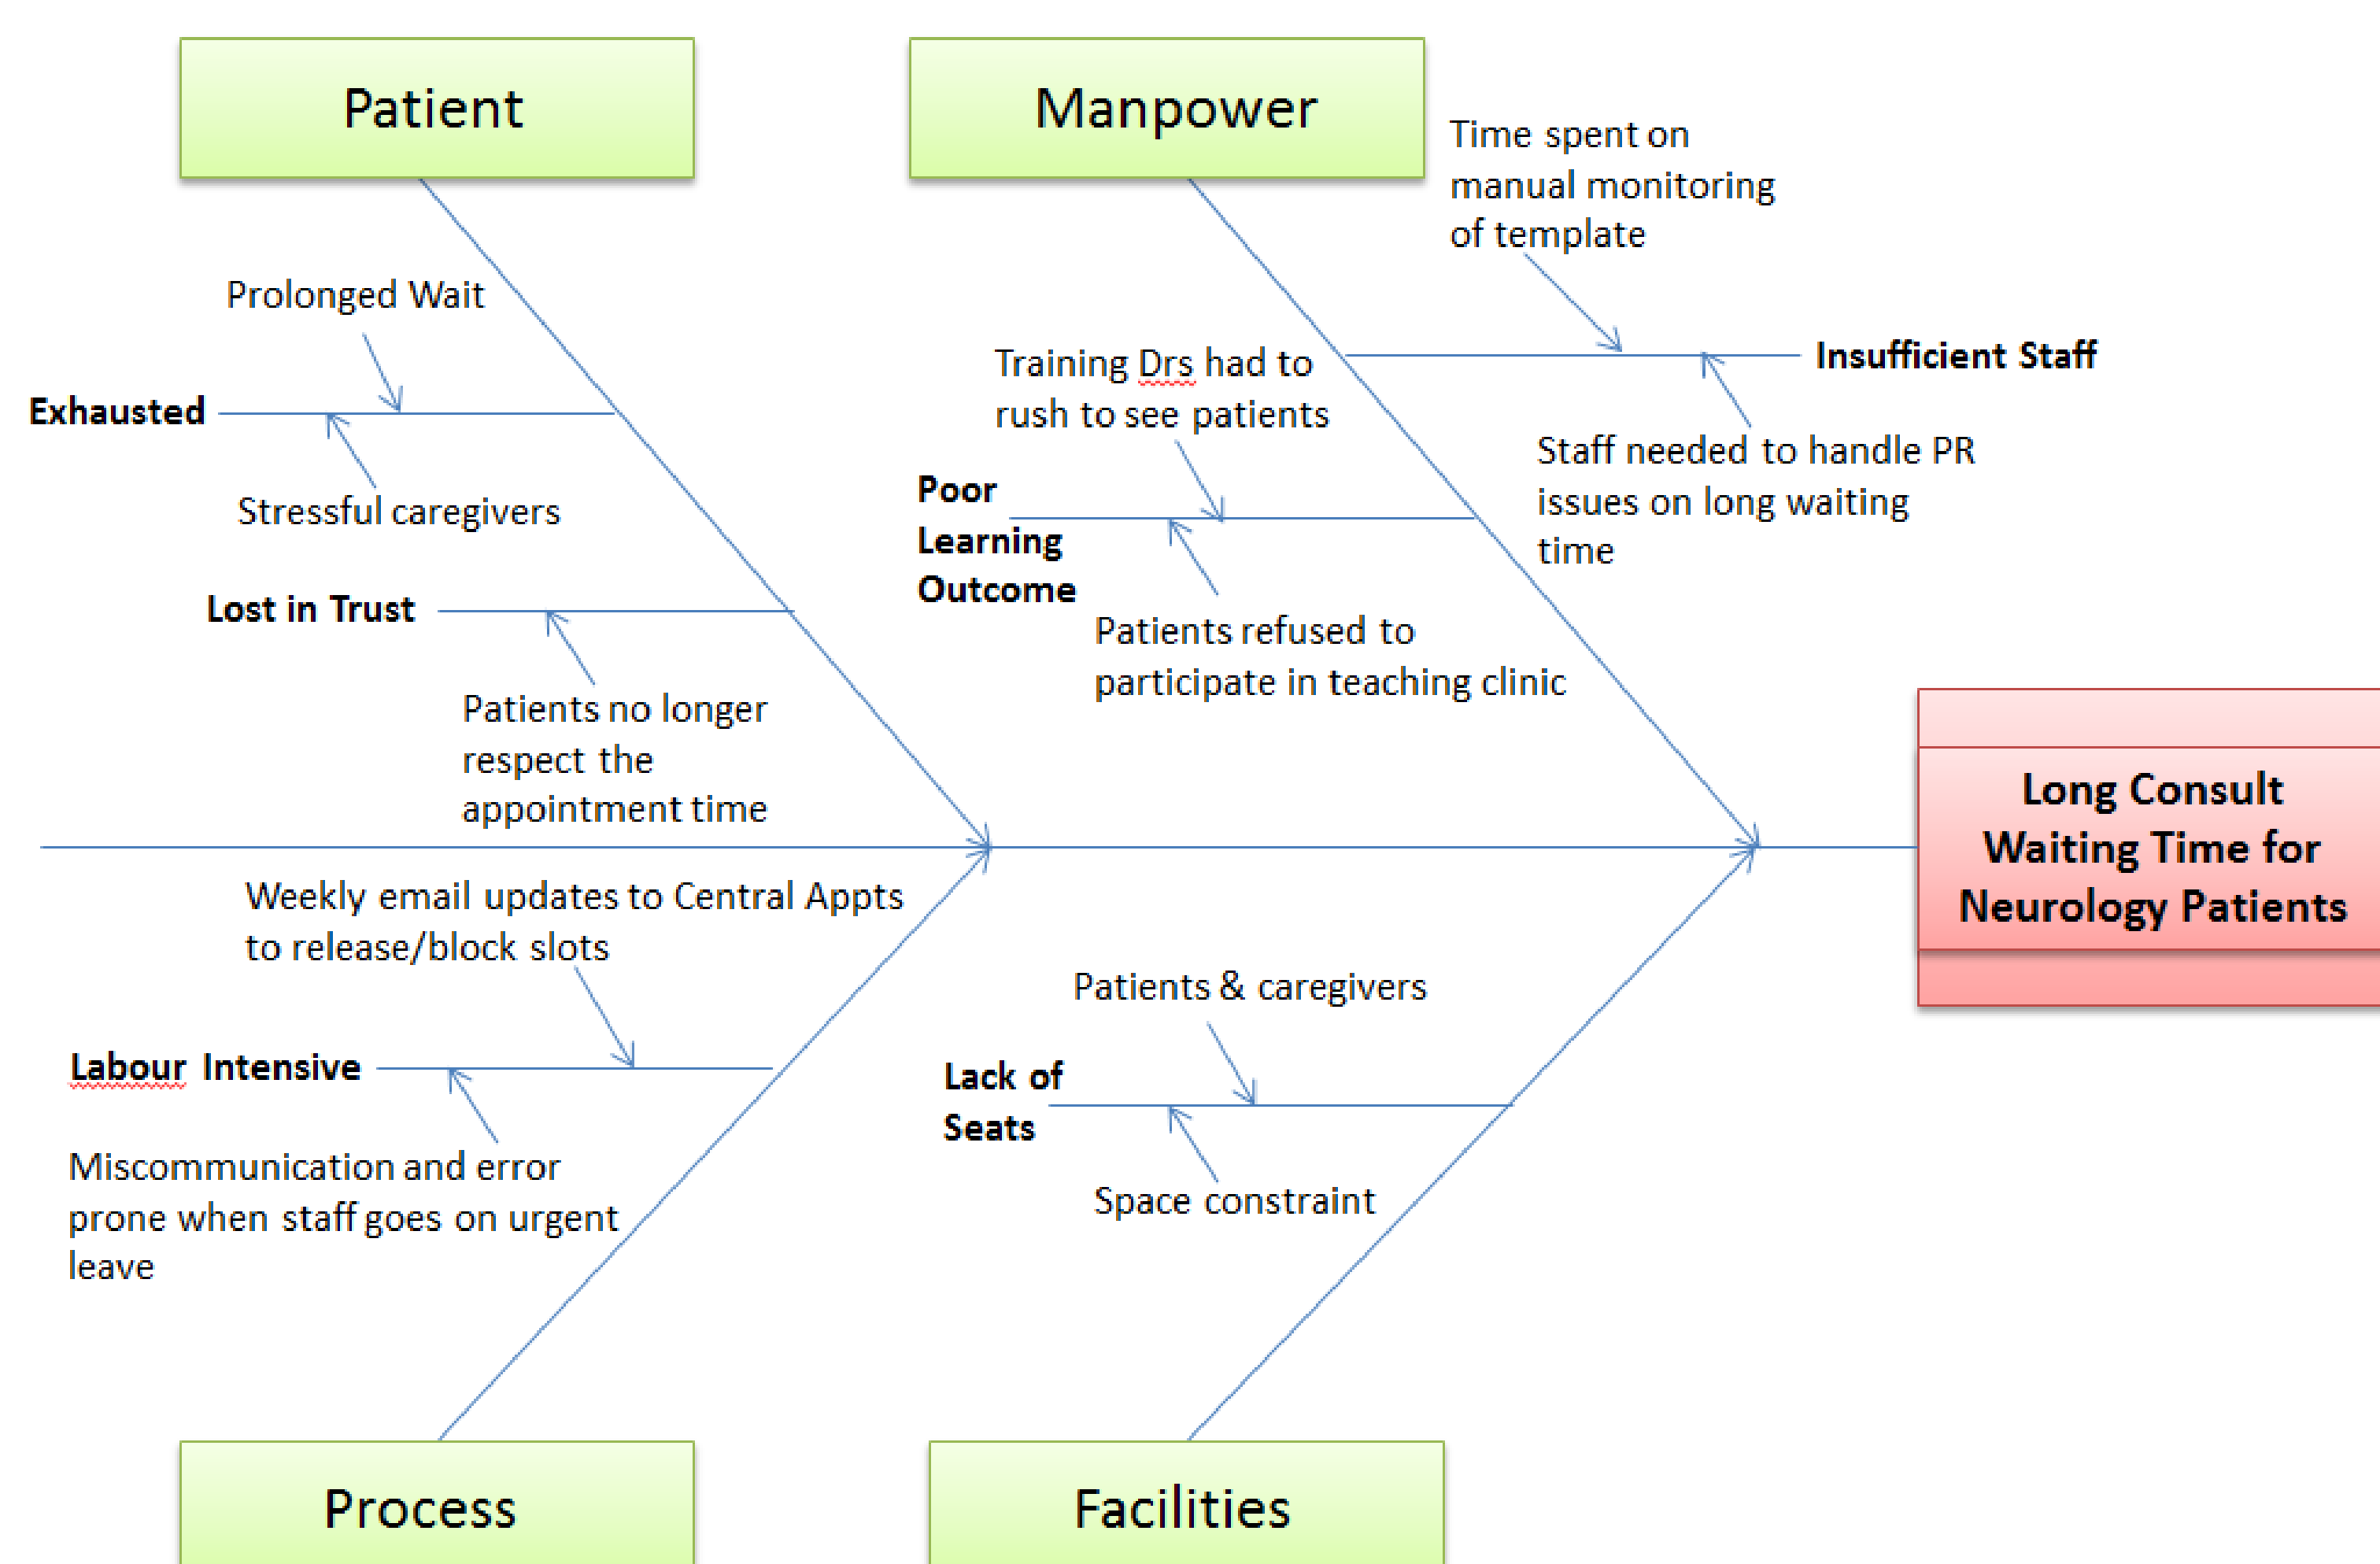 Patient
Manpower
Time spent on
manual monitoring
of template
Prolonged Wait
Exhausted
Stressful caregivers
Training Drs had to
rush to see patients
Insufficient Staff
Staff needed to handle PR
issues on long waiting
time
Poor
Learning
Outcome
Patients refused to
participate in teaching clinic
Lost in Trust
Patients no longer
respect the
appointment time
Long Consult
Waiting Time for
Neurology Patients
Weekly email updates to Central Appts
to release/block slots
Labour Intensive
Miscommunication and error
prone when staff goes on urgent
leave
Patients & caregivers
Lack of
Seats
Space constraint
Process
Facilities